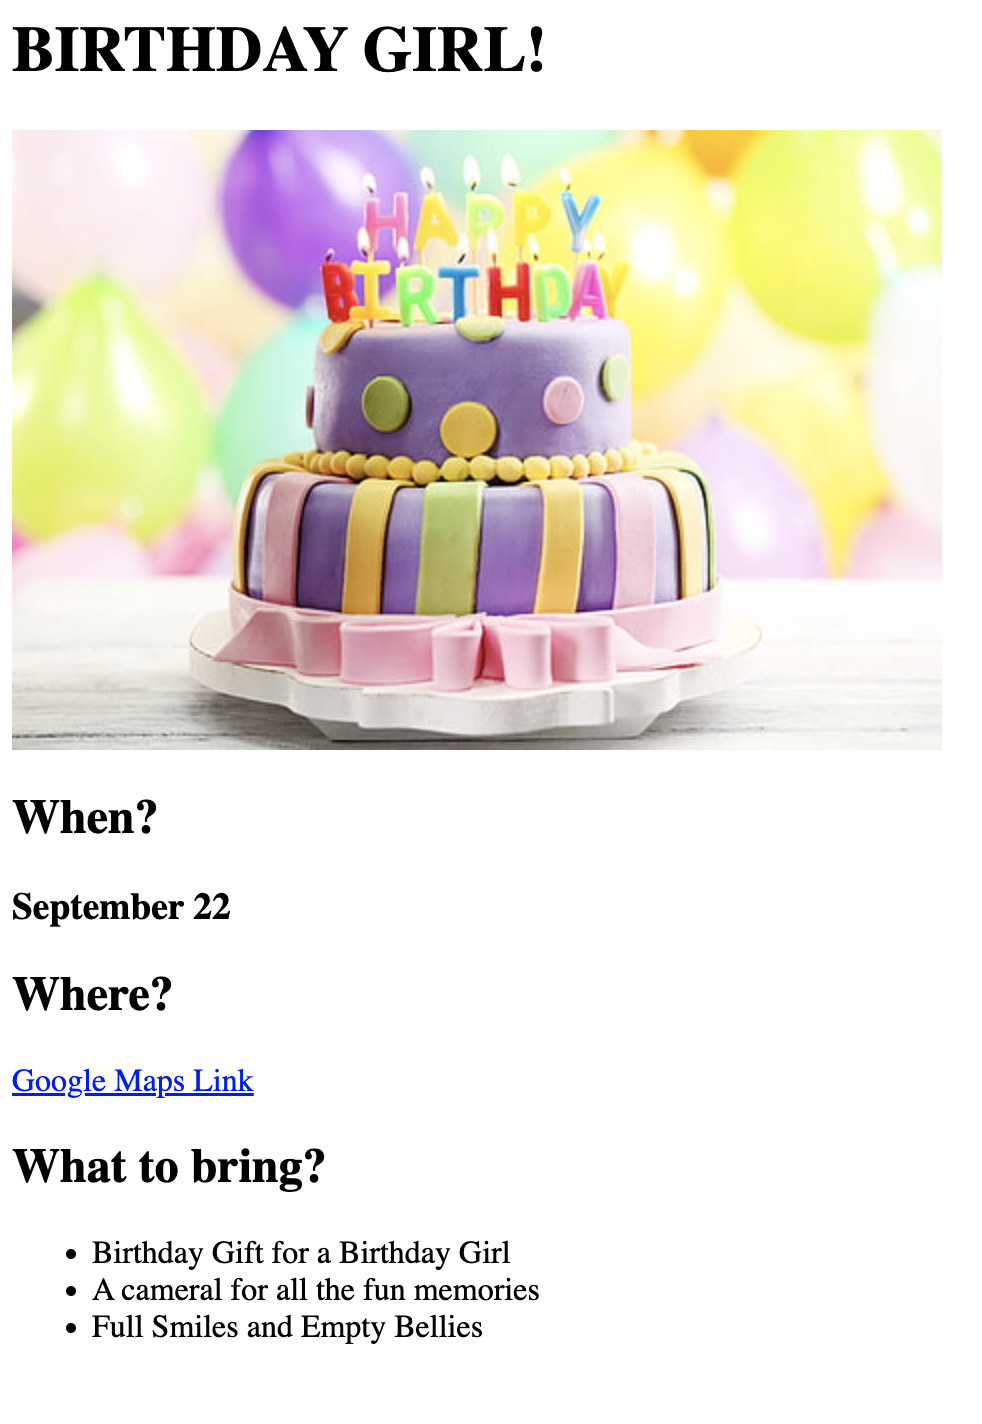 BIRTHDAY GIRL!
HAPPY
BIRTHDAY
When?
September 22
Where?
Google Maps Link
What to bring?
Birthday Gift for a Birthday Girl
A cameral for all the fun memories
Full Smiles and Empty Bellies